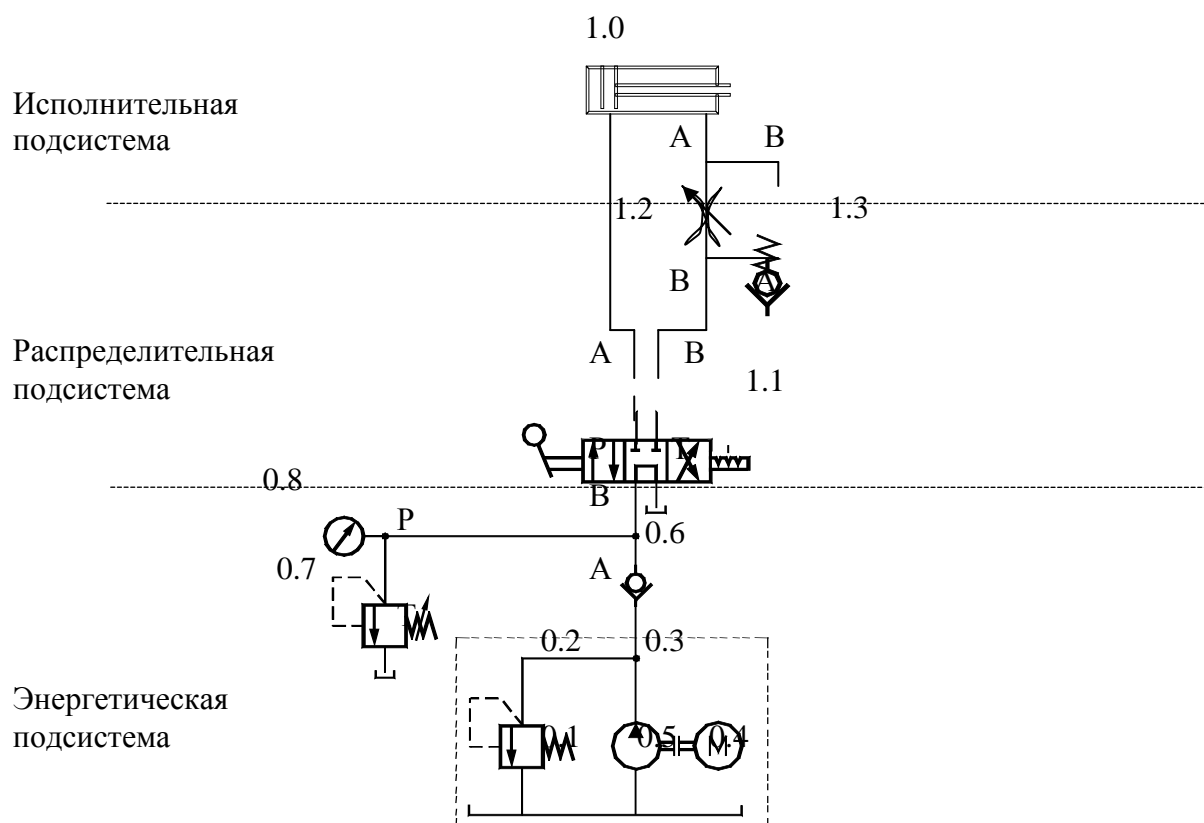 1.0
Исполнительная
подсистема
A B
1.2 1.3
B A
Распределительная
подсистема
A B
1.1
P T
0.8
B
P
0.6
0.7 A
T
0.2 0.3
Энергетическая
подсистема
0.1 0.5 0.4
M